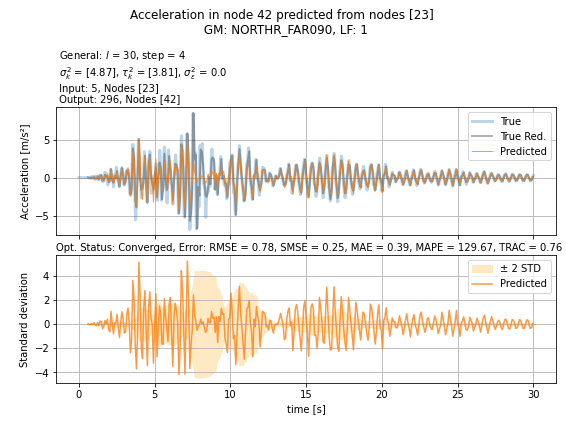 Acceleration in node 42 predicted from nodes [23]
GM: NORTHR_FAR090, LF: 1
General: l = 30, step = 4
σ²ₖ = [4.87], τ²ₖ = [3.81], σ²ₑ = 0.0
Input: 5, Nodes [23]
Output: 296, Nodes [42]
Acceleration [m/s²]
5
0
−5
True
True Red.
Predicted
Opt. Status: Converged, Error: RMSE = 0.78, SMSE = 0.25, MAE = 0.39, MAPE = 129.67, TRAC = 0.76
Standard deviation
4
2
0
−2
−4
± 2 STD
Predicted
0 5 10 15 20 25 30
time [s]